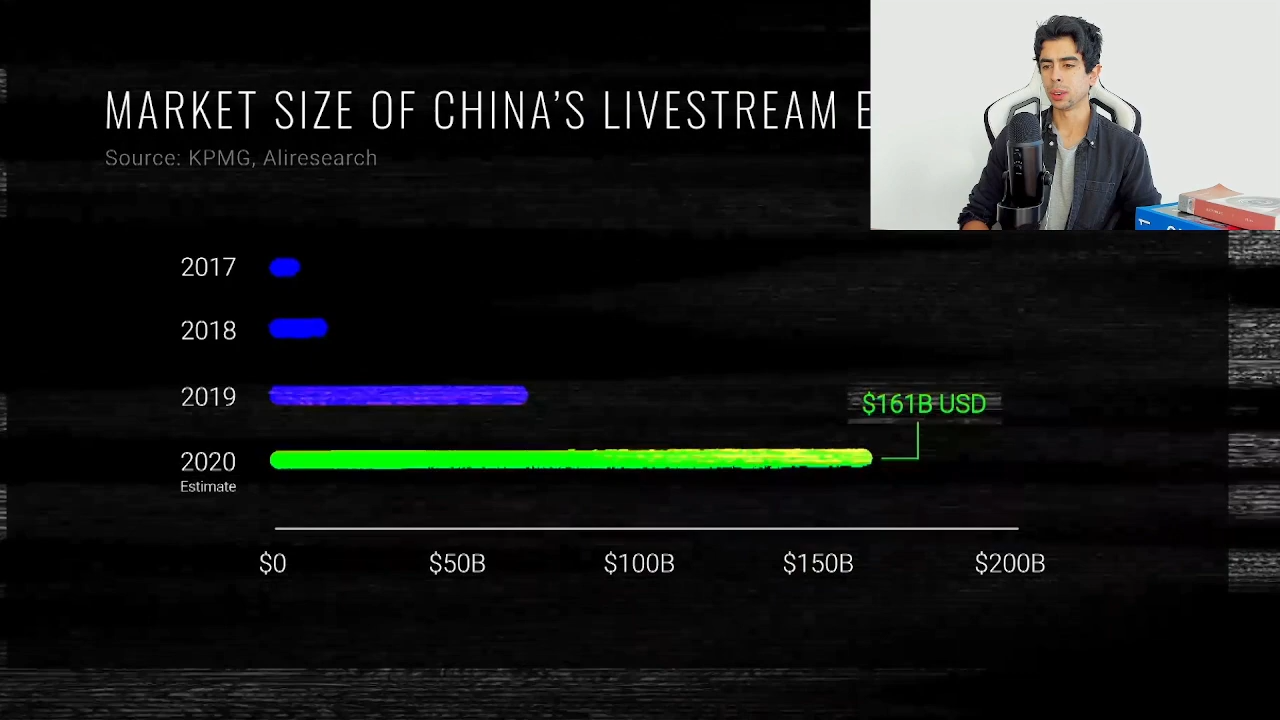 MARKET SIZE OF CHINA'S LIVESTREAM E
Source: KPMG, Aliresearch
2017
2018
2019
$161B USD
2020
Estimate
$0 $50B $100B $150B $200B